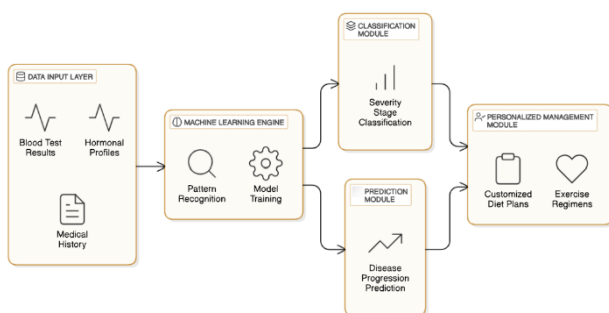 DATA INPUT LAYER
Blood Test
Results
Hormonal
Profiles
Medical
History
MACHINE LEARNING ENGINE
Pattern
Recognition
Model
Training
CLASSIFICATION
MODULE
Severity
Stage
Classification
PREDICTION
MODULE
Disease
Progression
Prediction
PERSONALIZED MANAGEMENT
MODULE
Customized
Diet Plans
Exercise
Regimens